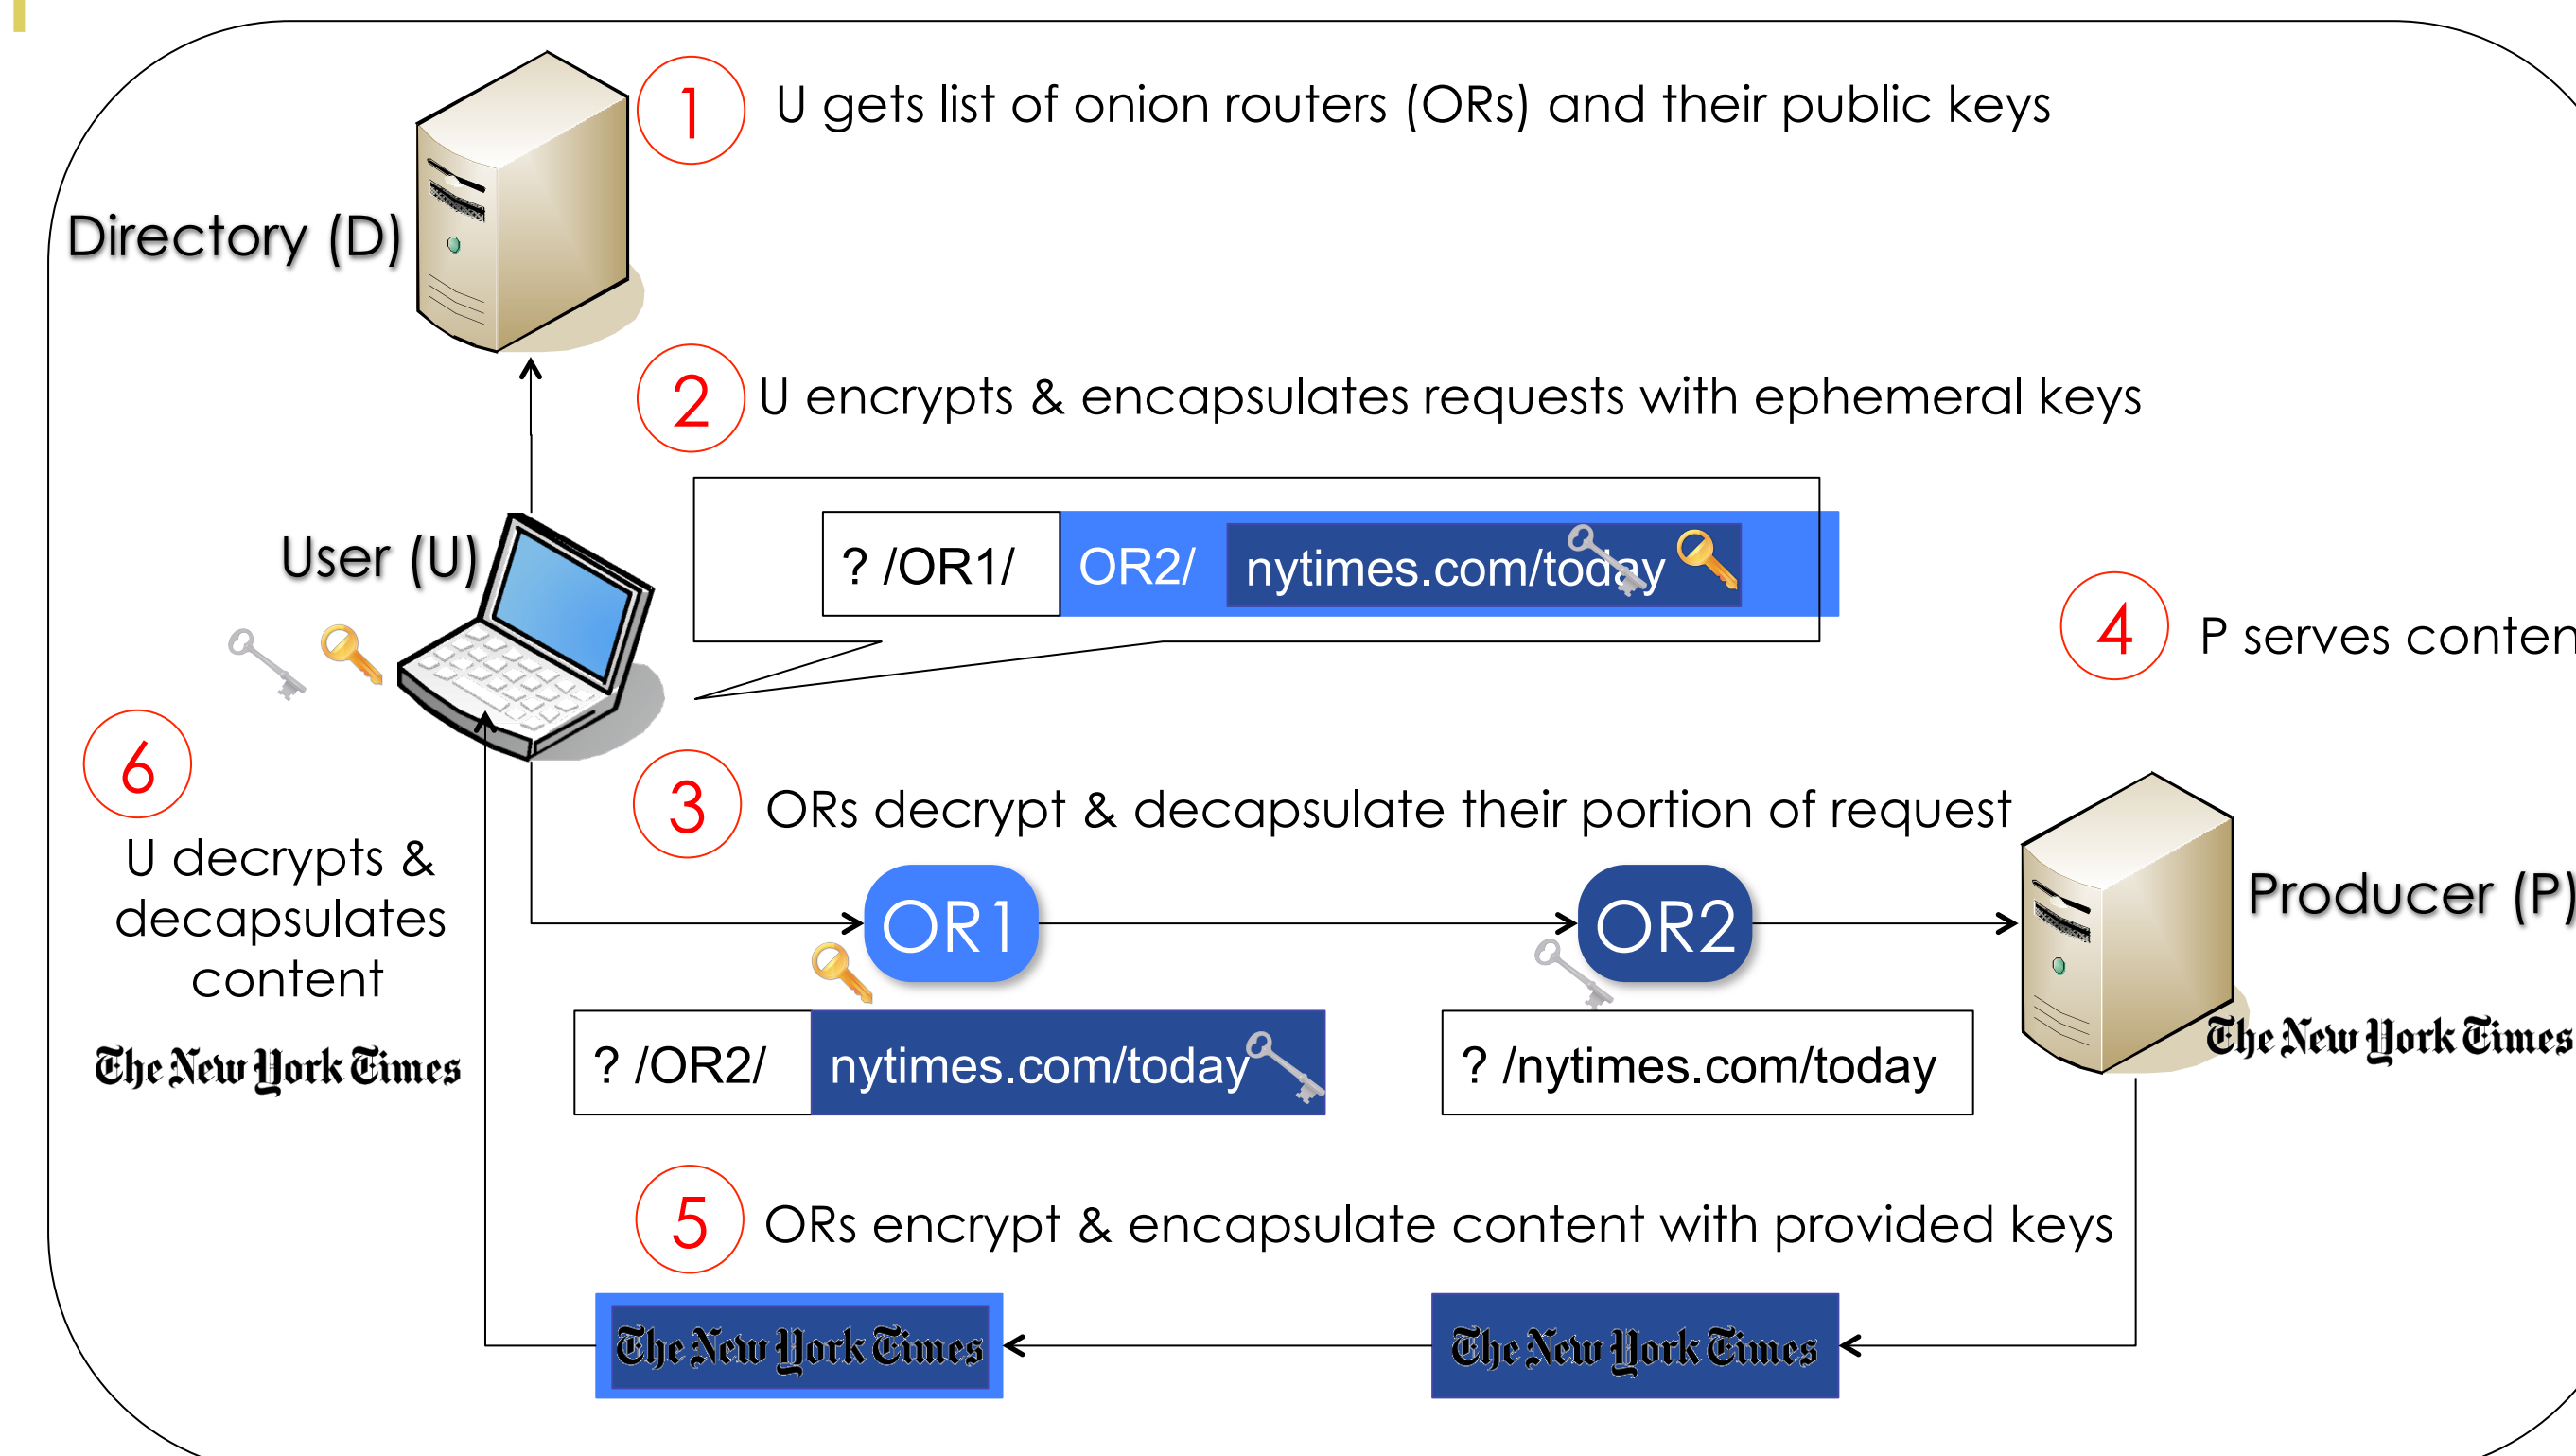 1
U gets list of onion routers (ORs) and their public keys
Directory (D)
2
U encrypts & encapsulates requests with ephemeral keys
User (U)
? /OR1/
OR2/
nytimes.com/today
4
P serves conten
6
U decrypts &
decapsulates
content
The New York Times
3
ORs decrypt & decapsulate their portion of request
OR1
OR2
Producer (P)
The New York Times
? /OR2/
nytimes.com/today
? /nytimes.com/today
5
ORs encrypt & encapsulate content with provided keys
The New York Times
The New York Times